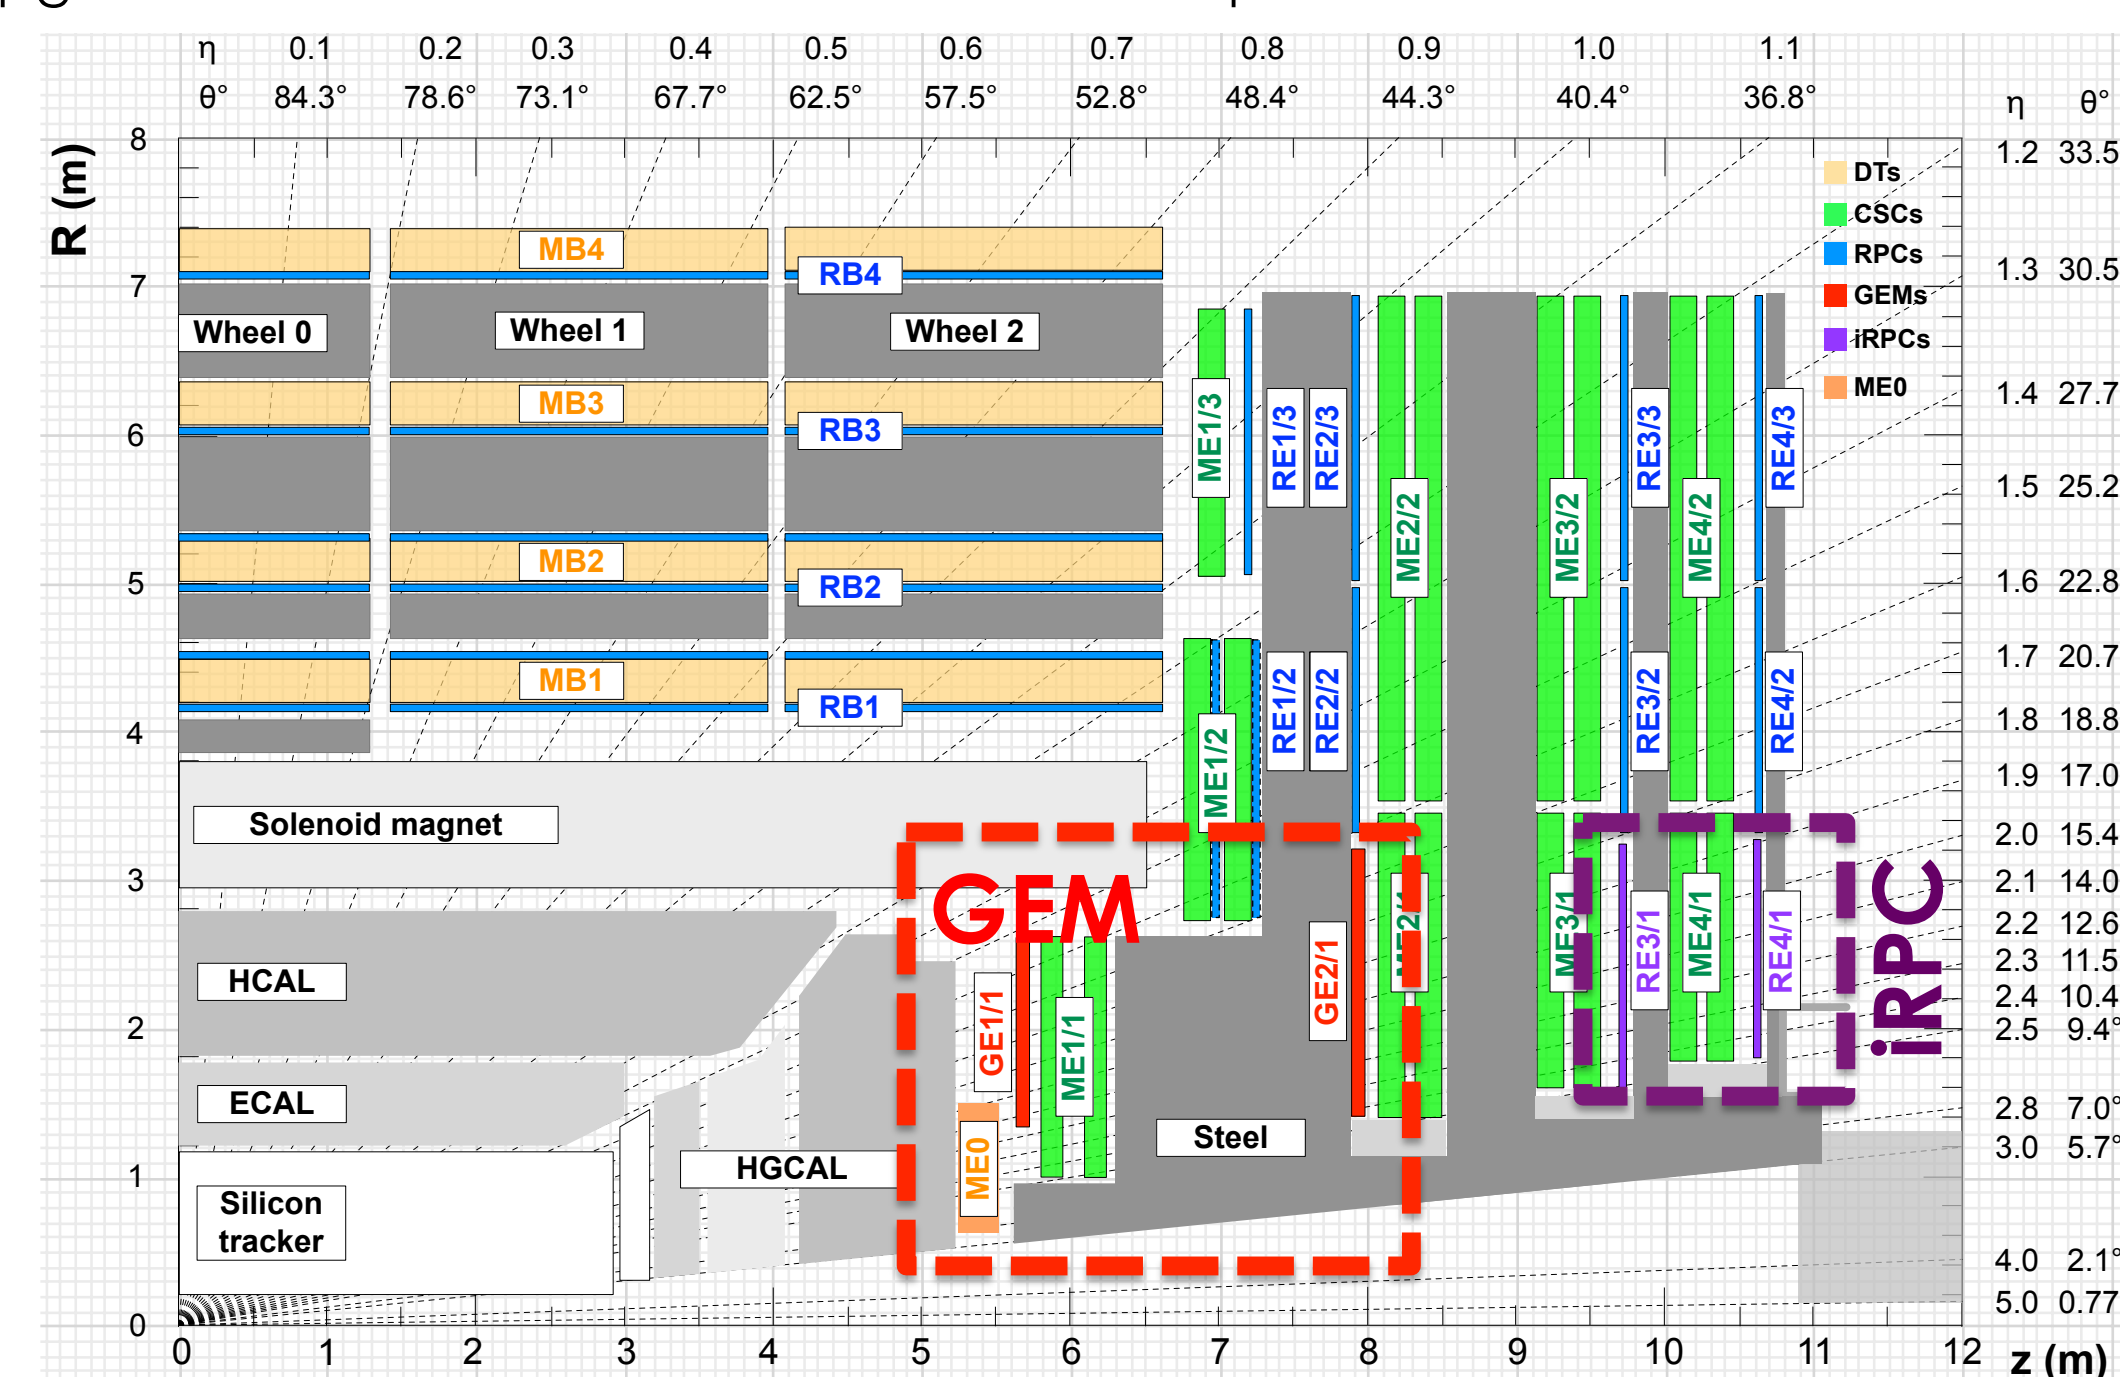 η 0.1 0.2 0.3 0.4 0.5 0.6 0.7 0.8 0.9 1.0 1.1
θ° 84.3° 78.6° 73.1° 67.7° 62.5° 57.5° 52.8° 48.4° 44.3° 40.4° 36.8° η θ°
R (m)
8
7
6
5
4
3
2
1
0
1.2 33.5
1.3 30.5
1.4 27.7
1.5 25.2
1.6 22.8
1.7 20.7
1.8 18.8
1.9 17.0
2.0 15.4
2.1 14.0
2.2 12.6
2.3 11.5
2.4 10.4
2.5 9.4°
2.8 7.0°
3.0 5.7°
4.0 2.1°
5.0 0.77
DTs
CSCs
RPCs
GEMs
iRPCs
ME0
MB4
RB4
Wheel 0
Wheel 1
Wheel 2
MB3
RB3
MB2
RB2
MB1
RB1
ME1/3
RE1/3
RE2/3
ME2/2
ME3/2
RE3/3
ME4/2
RE4/3
ME1/2
RE1/2
RE2/2
RE3/2
RE4/2
Solenoid magnet
GEM
iRPC
HCAL
ECAL
Silicon
tracker
HGCAL
ME0
GE1/1
ME1/1
Steel
GE2/1
ME2/1
ME3/1
RE3/1
ME4/1
RE4/1
0 1 2 3 4 5 6 7 8 9 10 11 12 z (m)